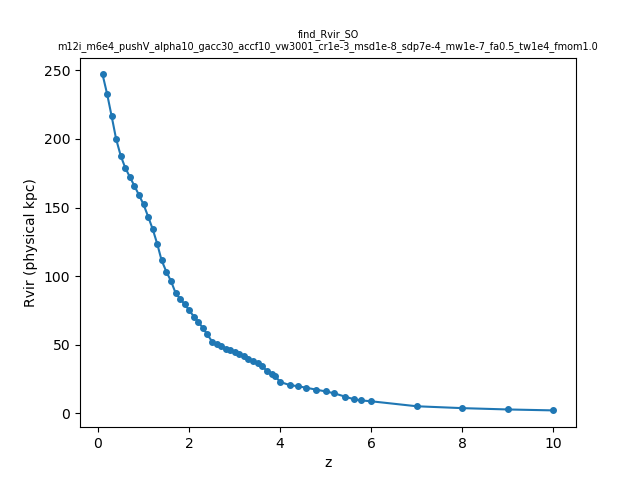 find_Rvir_SO
m12i_m6e4_pushV_alpha10_gacc30_accf10_vw3001_cr1e-3_msd1e-8_sdp7e-4_mw1e-7_fa0.5_tw1e4_fmom1.0
250
200
150
100
50
0
Rvir (physical kpc)
0 2 4 6 8 10
z